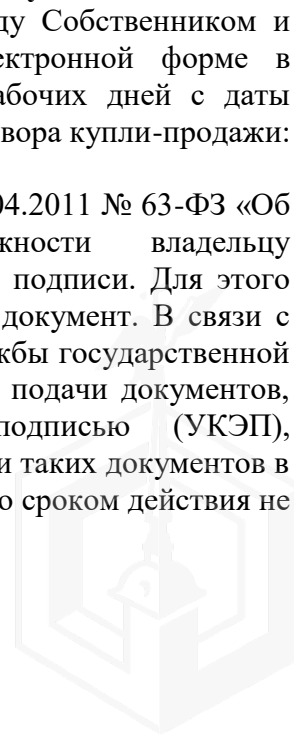 ду Собственником и
ектронной форме в
абочих дней с даты
вора купли-продажи:
04.2011 № 63-ФЗ «Об
жности владельцу
подписи. Для этого
документ. В связи с
жбы государственной
подачи документов,
одписью (УКЭП),
и таких документов в
о сроком действия не